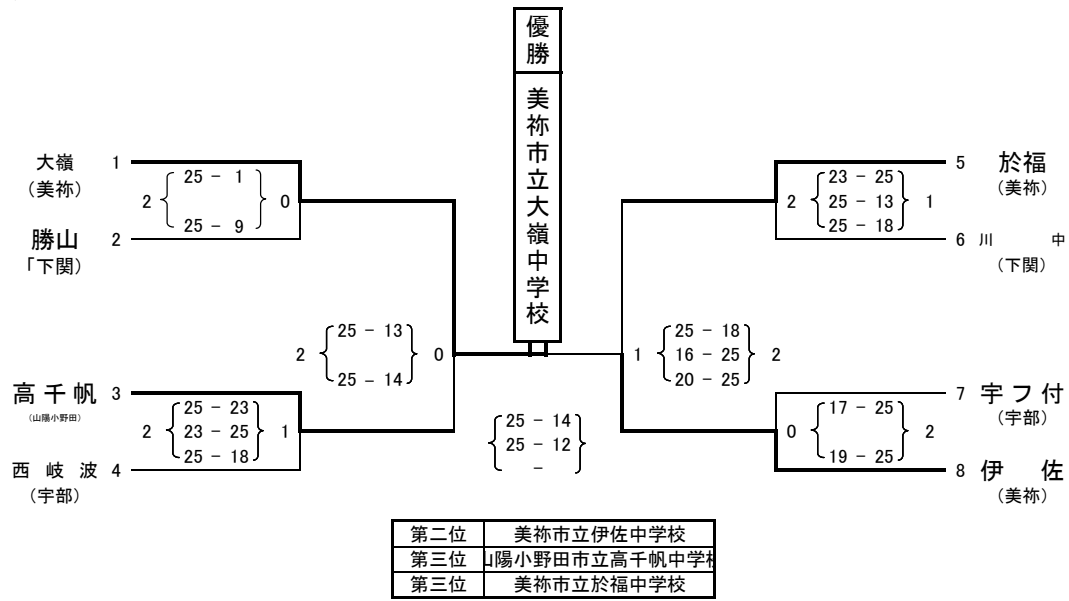 優勝
美祢市立大嶺中学校
大嶺 1
(美祢)
2 25 - 1 0
25 - 9
勝山 2
「下関)
2 25 - 13 0
25 - 14
高千帆 3
(山陽小野田)
2 25 - 23 1
23 - 25
25 - 18
西岐波 4
(宇部)
25 - 14
25 - 12
-
5 於福
(美祢)
2 23 - 25 1
25 - 13
25 - 18
6 川中
(下関)
1 25 - 18 2
16 - 25
20 - 25
7 宇フ付
(宇部)
0 17 - 25 2
19 - 25
8 伊佐
(美祢)
第二位 美祢市立伊佐中学校
第三位 山陽小野田市立高千帆中学校
第三位 美祢市立於福中学校